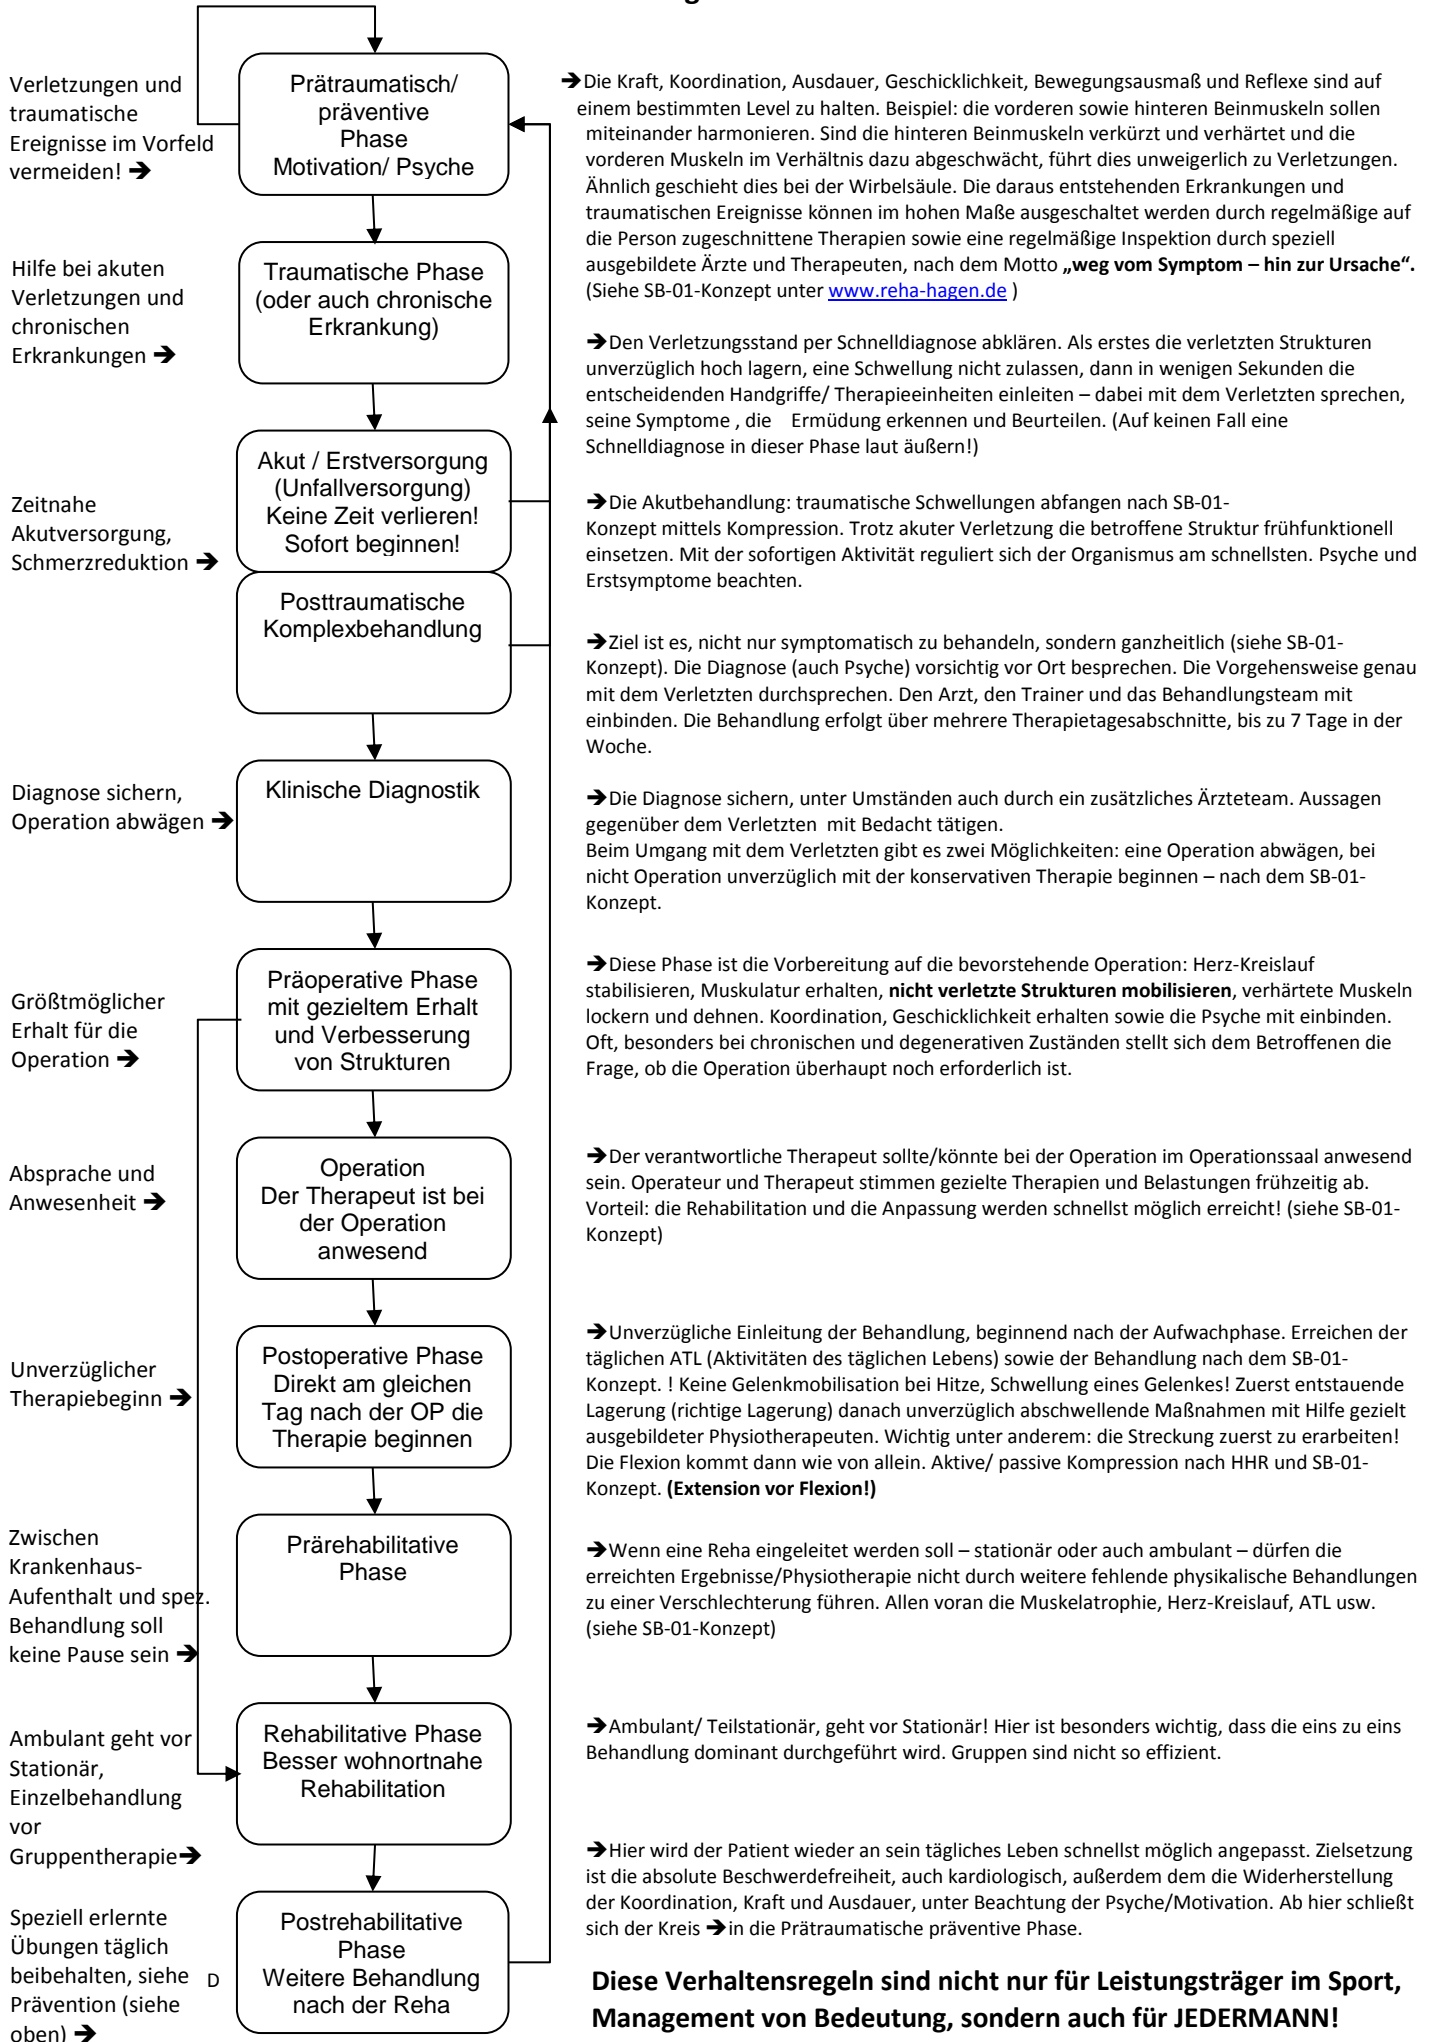 g
Verletzungen und
traumatische
Ereignisse im Vorfeld
vermeiden! ➔
Prätraumatisch/
präventive
Phase
Motivation/ Psyche
➔Die Kraft, Koordination, Ausdauer, Geschicklichkeit, Bewegungsausmaß und Reflexe sind auf
einem bestimmten Level zu halten. Beispiel: die vorderen sowie hinteren Beinmuskeln sollen
miteinander harmonieren. Sind die hinteren Beinmuskeln verkürzt und verhärtet und die
vorderen Muskeln im Verhältnis dazu abgeschwächt, führt dies unweigerlich zu Verletzungen.
Ähnlich geschieht dies bei der Wirbelsäule. Die daraus entstehenden Erkrankungen und
traumatischen Ereignisse können im hohen Maße ausgeschaltet werden durch regelmäßige auf
die Person zugeschnittene Therapien sowie eine regelmäßige Inspektion durch speziell
ausgebildete Ärzte und Therapeuten, nach dem Motto „weg vom Symptom – hin zur Ursache“.
(Siehe SB-01-Konzept unter www.reha-hagen.de )
Hilfe bei akuten
Verletzungen und
chronischen
Erkrankungen ➔
Traumatische Phase
(oder auch chronische
Erkrankung)
➔Den Verletzungsstand per Schnelldiagnose abklären. Als erstes die verletzten Strukturen
unverzüglich hoch lagern, eine Schwellung nicht zulassen, dann in wenigen Sekunden die
entscheidenden Handgriffe/ Therapieeinheiten einleiten – dabei mit dem Verletzten sprechen,
seine Symptome , die Ermüdung erkennen und Beurteilen. (Auf keinen Fall eine
Schnelldiagnose in dieser Phase laut äußern!)
Zeitnahe
Akutversorgung,
Schmerzreduktion ➔
Akut / Erstversorgung
(Unfallversorgung)
Keine Zeit verlieren!
Sofort beginnen!
➔Die Akutbehandlung: traumatische Schwellungen abfangen nach SB-01-
Konzept mittels Kompression. Trotz akuter Verletzung die betroffene Struktur frühfunktionell
einsetzen. Mit der sofortigen Aktivität reguliert sich der Organismus am schnellsten. Psyche und
Erstsymptome beachten.
Posttraumatische
Komplexbehandlung
➔Ziel ist es, nicht nur symptomatisch zu behandeln, sondern ganzheitlich (siehe SB-01-
Konzept). Die Diagnose (auch Psyche) vorsichtig vor Ort besprechen. Die Vorgehensweise genau
mit dem Verletzten durchsprechen. Den Arzt, den Trainer und das Behandlungsteam mit
einbinden. Die Behandlung erfolgt über mehrere Therapietagesabschnitte, bis zu 7 Tage in der
Woche.
Diagnose sichern,
Operation abwägen ➔
Klinische Diagnostik
➔Die Diagnose sichern, unter Umständen auch durch ein zusätzliches Ärzteteam. Aussagen
gegenüber dem Verletzten mit Bedacht tätigen.
Beim Umgang mit dem Verletzten gibt es zwei Möglichkeiten: eine Operation abwägen, bei
nicht Operation unverzüglich mit der konservativen Therapie beginnen – nach dem SB-01-
Konzept.
Größtmöglicher
Erhalt für die
Operation ➔
Präoperative Phase
mit gezieltem Erhalt
und Verbesserung
von Strukturen
➔Diese Phase ist die Vorbereitung auf die bevorstehende Operation: Herz-Kreislauf
stabilisieren, Muskulatur erhalten, nicht verletzte Strukturen mobilisieren, verhärtete Muskeln
lockern und dehnen. Koordination, Geschicklichkeit erhalten sowie die Psyche mit einbinden.
Oft, besonders bei chronischen und degenerativen Zuständen stellt sich dem Betroffenen die
Frage, ob die Operation überhaupt noch erforderlich ist.
Absprache und
Anwesenheit ➔
Operation
Der Therapeut ist bei
der Operation
anwesend
➔Der verantwortliche Therapeut sollte/könnte bei der Operation im Operationssaal anwesend
sein. Operateur und Therapeut stimmen gezielte Therapien und Belastungen frühzeitig ab.
Vorteil: die Rehabilitation und die Anpassung werden schnellst möglich erreicht! (siehe SB-01-
Konzept)
Unverzüglicher
Therapiebeginn ➔
Postoperative Phase
Direkt am gleichen
Tag nach der OP die
Therapie beginnen
➔Unverzügliche Einleitung der Behandlung, beginnend nach der Aufwachphase. Erreichen der
täglichen ATL (Aktivitäten des täglichen Lebens) sowie der Behandlung nach dem SB-01-
Konzept. ! Keine Gelenkmobilisation bei Hitze, Schwellung eines Gelenkes! Zuerst entstauende
Lagerung (richtige Lagerung) danach unverzüglich abschwellende Maßnahmen mit Hilfe gezielt
ausgebildeter Physiotherapeuten. Wichtig unter anderem: die Streckung zuerst zu erarbeiten!
Die Flexion kommt dann wie von allein. Aktive/ passive Kompression nach HHR und SB-01-
Konzept. (Extension vor Flexion!)
Zwischen
Krankenhaus-
Aufenthalt und spez.
Behandlung soll
keine Pause sein ➔
Prärehabilitative
Phase
➔Wenn eine Reha eingeleitet werden soll – stationär oder auch ambulant – dürfen die
erreichten Ergebnisse/Physiotherapie nicht durch weitere fehlende physikalische Behandlungen
zu einer Verschlechterung führen. Allen voran die Muskelatrophie, Herz-Kreislauf, ATL usw.
(siehe SB-01-Konzept)
Ambulant geht vor
Stationär,
Einzelbehandlung
vor
Gruppentherapie➔
Rehabilitative Phase
Besser wohnortnahe
Rehabilitation
➔Ambulant/ Teilstationär, geht vor Stationär! Hier ist besonders wichtig, dass die eins zu eins
Behandlung dominant durchgeführt wird. Gruppen sind nicht so effizient.
Speziell erlernte
Übungen täglich
beibehalten, siehe
Prävention (siehe
oben) ➔
D
Postrehabilitative
Phase
Weitere Behandlung
nach der Reha
➔Hier wird der Patient wieder an sein tägliches Leben schnellst möglich angepasst. Zielsetzung
ist die absolute Beschwerdefreiheit, auch kardiologisch, außerdem dem die Widerherstellung
der Koordination, Kraft und Ausdauer, unter Beachtung der Psyche/Motivation. Ab hier schließt
sich der Kreis ➔in die Prätraumatische präventive Phase.
Diese Verhaltensregeln sind nicht nur für Leistungsträger im Sport,
Management von Bedeutung, sondern auch für JEDERMANN!